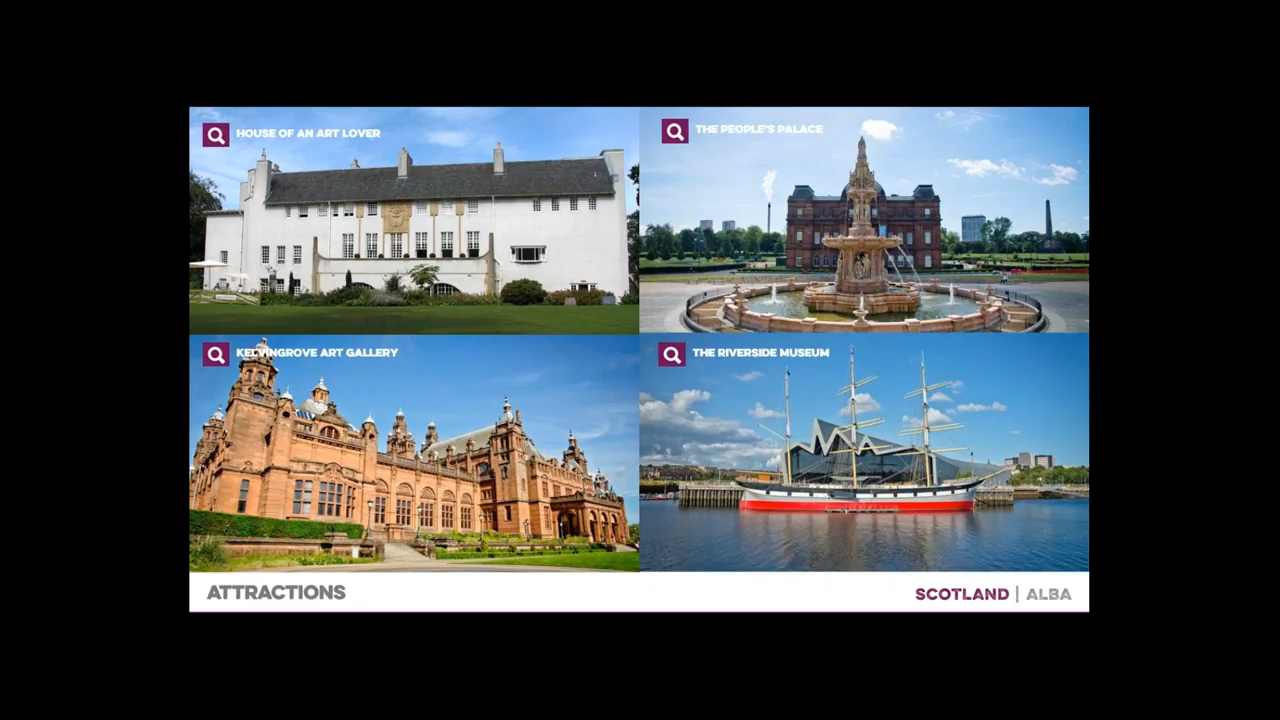 HOUSE OF AN ART LOVER
THE PEOPLE'S PALACE
KELVINGROVE ART GALLERY
THE RIVERSIDE MUSEUM
ATTRACTIONS
SCOTLAND | ALBA